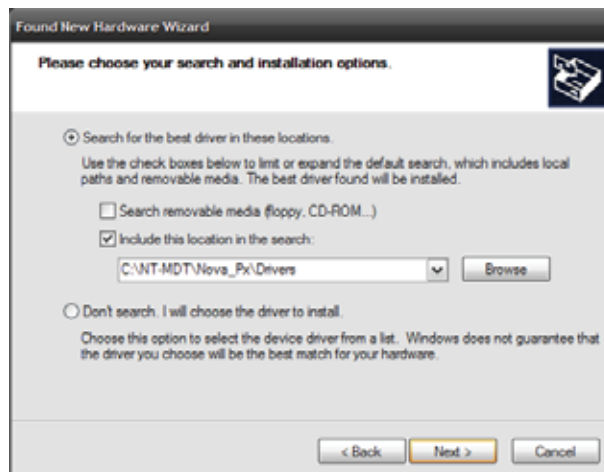 Found New Hardware Wizard
Please choose your search and installation options.
Search for the best driver in these locations.
Use the check boxes below to limit or expand the default search, which includes local
paths and removable media. The best driver found will be installed.
Search removable media (floppy, CD-ROM...)
Include this location in the search:
C:\NT-MDT\Nova_Px\Drivers
Browse
Don't search. I will choose the driver to install.
Choose this option to select the device driver from a list. Windows does not guarantee that
the driver you choose will be the best match for your hardware.
< Back Next > Cancel